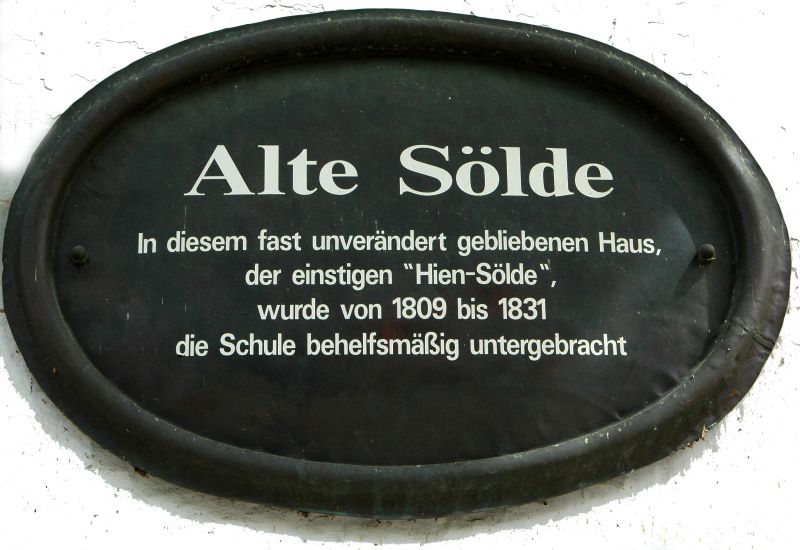 Alte Sölde
In diesem fast unverändert gebliebenen Haus,
der einstigen "Hien-Sölde",
wurde von 1809 bis 1831
die Schule behelfsmäßig untergebracht